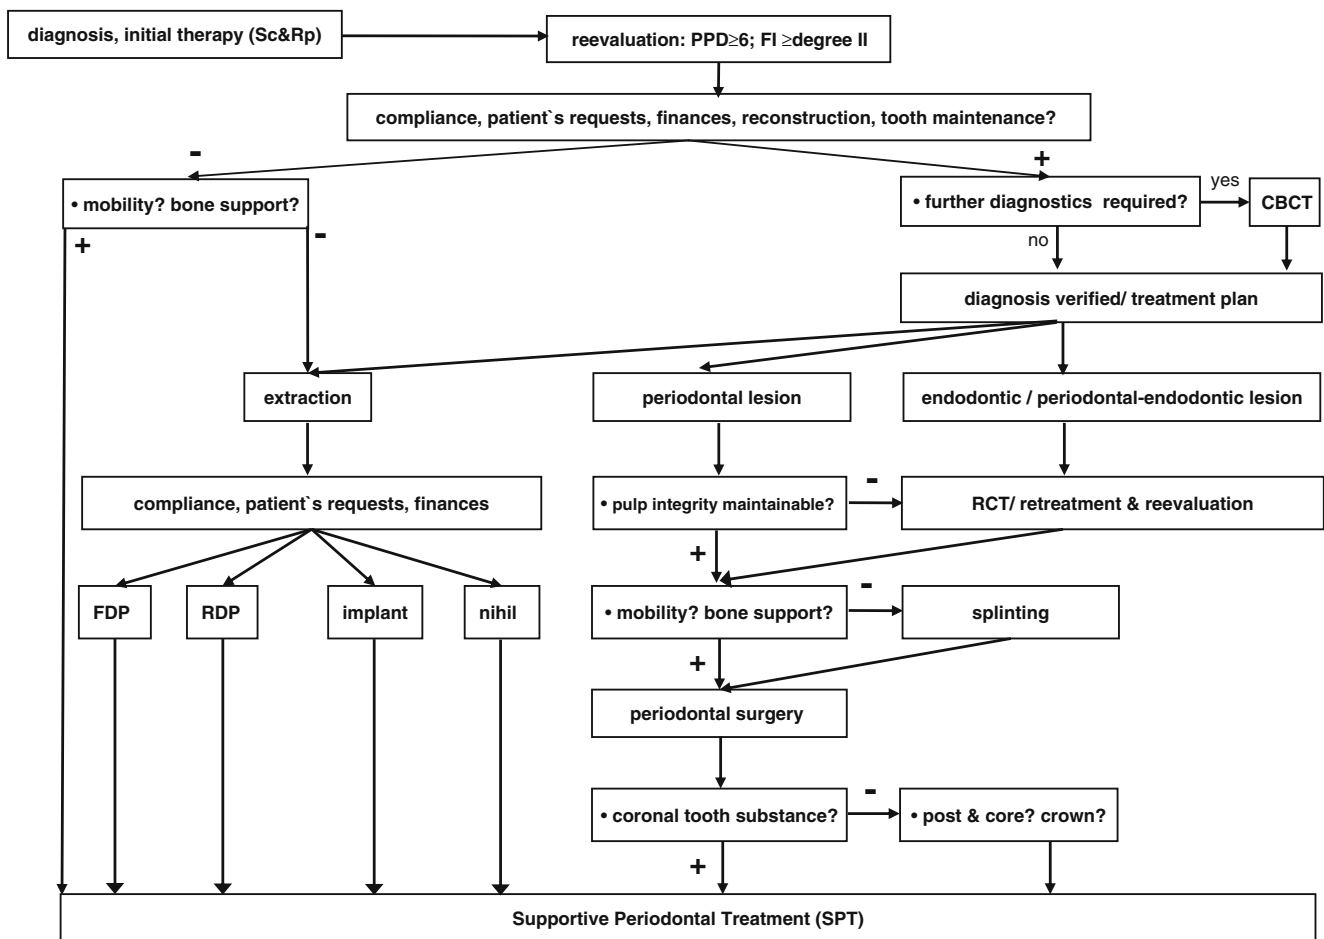 diagnosis, initial therapy (Sc&Rp)
reevaluation: PPD≥6; FI ≥degree II
compliance, patient`s requests, finances, reconstruction, tooth maintenance?
-
+
• mobility? bone support?
• further diagnostics required?
yes
CBCT
+
-
no
diagnosis verified/ treatment plan
extraction
periodontal lesion
endodontic / periodontal-endodontic lesion
compliance, patient`s requests, finances
• pulp integrity maintainable?
-
RCT/ retreatment & reevaluation
+
FDP
RDP
implant
nihil
• mobility? bone support?
-
splinting
+
periodontal surgery
• coronal tooth substance?
-
• post & core? crown?
+
Supportive Periodontal Treatment (SPT)